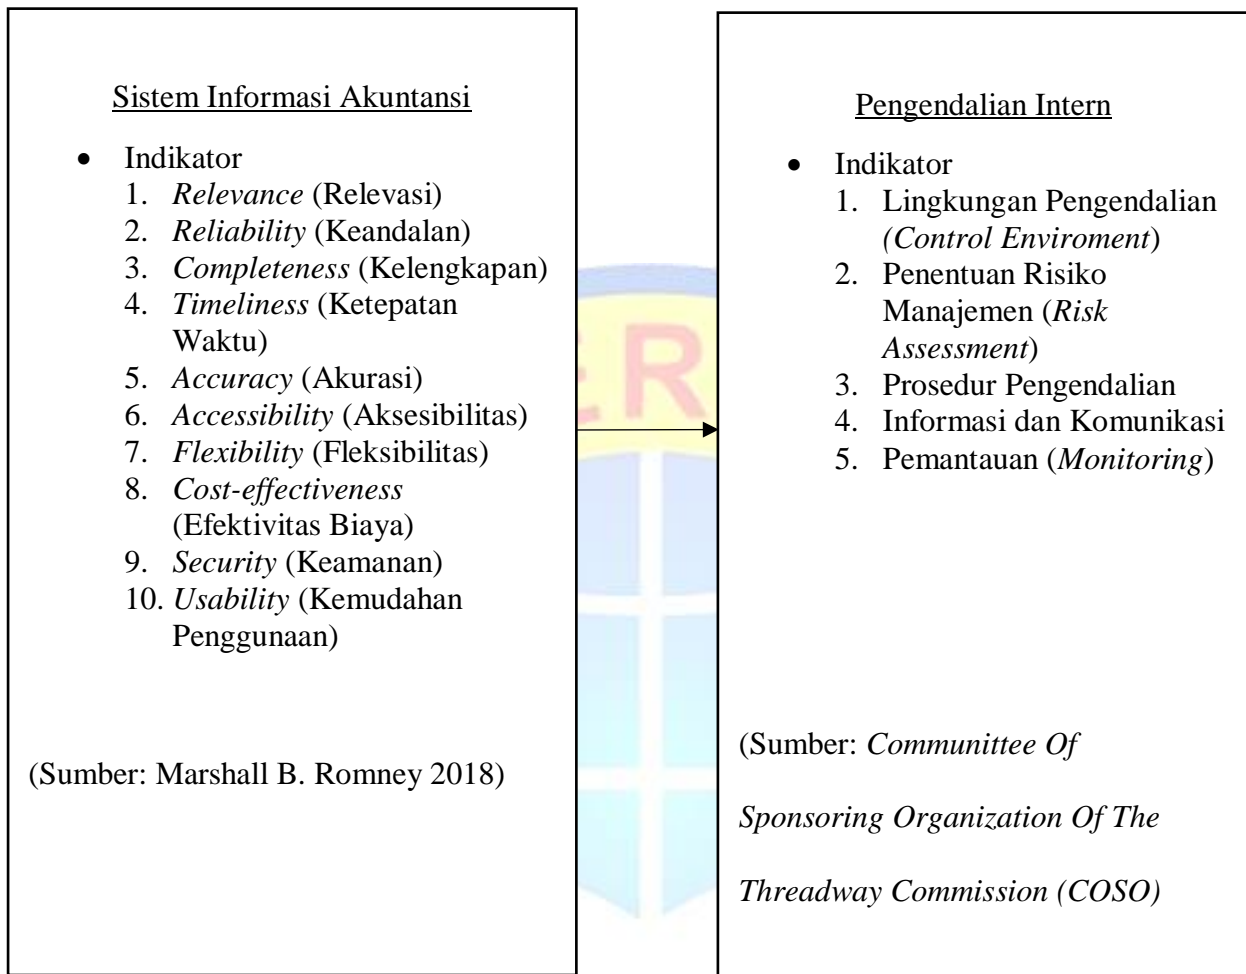 Sistem Informasi Akuntansi
• Indikator
1. Relevance (Relevasi)
2. Reliability (Keandalan)
3. Completeness (Kelengkapan)
4. Timeliness (Ketepatan
Waktu)
5. Accuracy (Akurasi)
6. Accessibility (Aksesibilitas)
7. Flexibility (Fleksibilitas)
8. Cost-effectiveness
(Efektivitas Biaya)
9. Security (Keamanan)
10. Usability (Kemudahan
Penggunaan)
(Sumber: Marshall B. Romney 2018)
Pengendalian Intern
• Indikator
1. Lingkungan Pengendalian
(Control Enviroment)
2. Penentuan Risiko
Manajemen (Risk
Assessment)
3. Prosedur Pengendalian
4. Informasi dan Komunikasi
5. Pemantauan (Monitoring)
(Sumber: Communittee Of
Sponsoring Organization Of The
Threadway Commission (COSO)